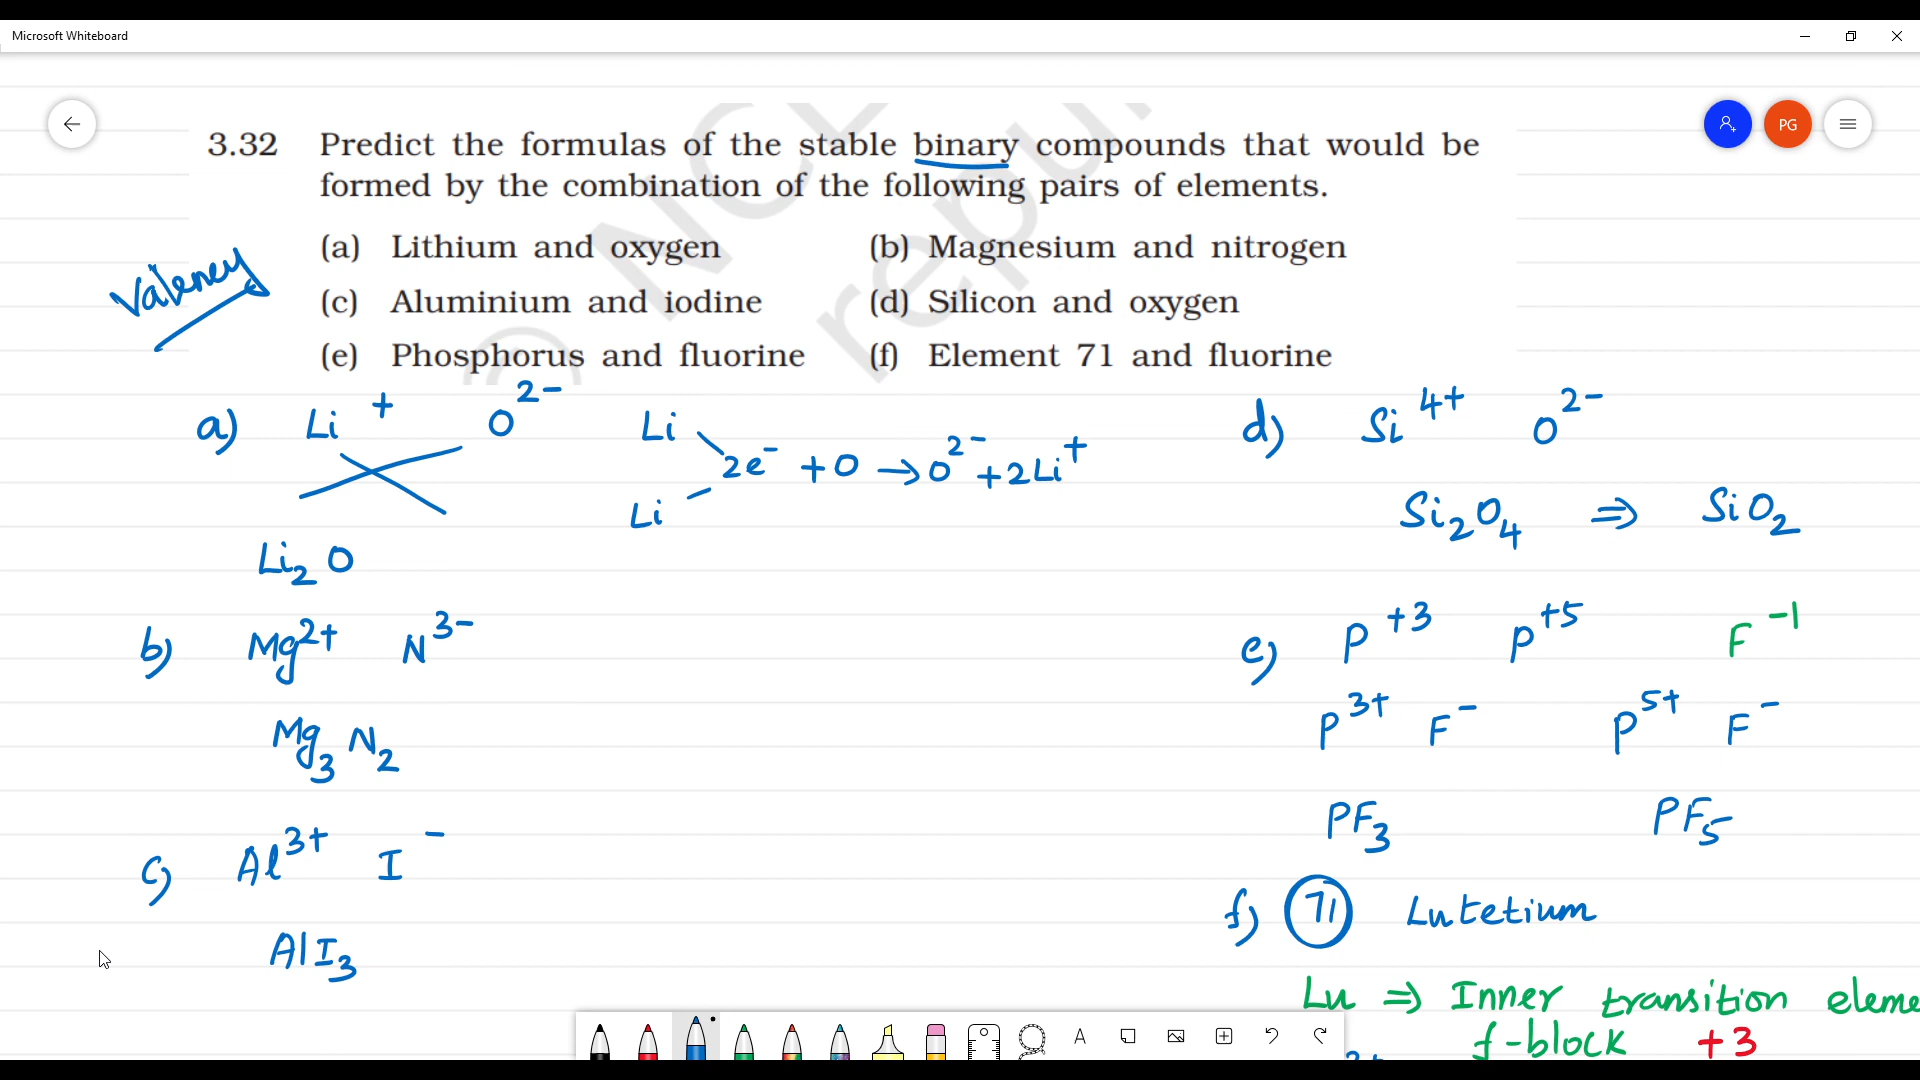 Microsoft Whiteboard
PG
3.32 Predict the formulas of the stable binary compounds that would be
formed by the combination of the following pairs of elements.
(a) Lithium and oxygen (b) Magnesium and nitrogen
(c) Aluminium and iodine (d) Silicon and oxygen
(e) Phosphorus and fluorine (f) Element 71 and fluorine
Valency
a) Li⁺ O²⁻
Li
2e⁻ + O → O²⁻ + 2Li⁺
Li
Li₂O
b) Mg²⁺ N³⁻
Mg₃N₂
c) Al³⁺ I⁻
AlI₃
d) Si⁴⁺ O²⁻
Si₂O₄ ⇒ SiO₂
e) P⁺³ P⁺⁵ F⁻¹
P³⁺ F⁻ P⁵⁺ F⁻
PF₃ PF₅
f) 71 Lutetium
Lu ⇒ Inner transition eleme
f-block +3
A